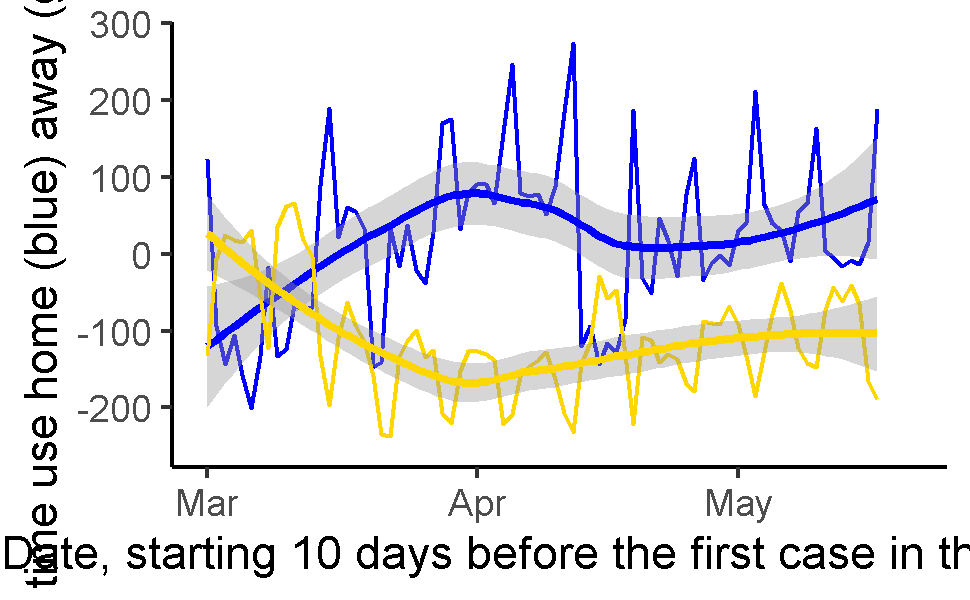 time use home (blue) away (
300
200
100
0
-100
-200
Mar Apr May
Date, starting 10 days before the first case in th